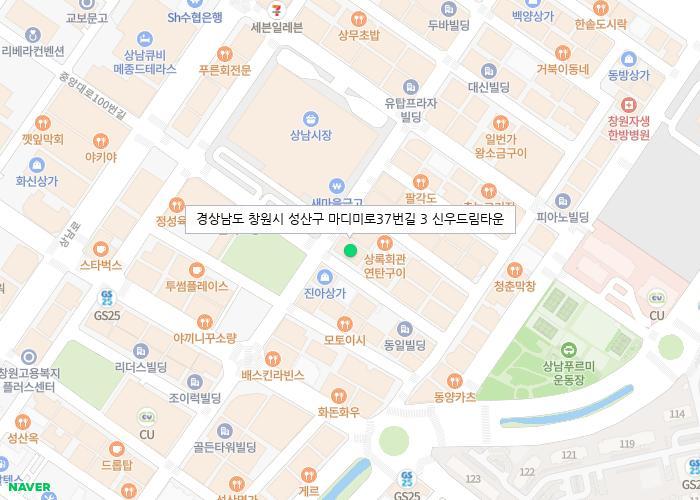 교보문고
Sh수협은행
세븐일레븐
상무초밥
두바빌딩
백양상가
한솥도시락
리베라컨벤션
상남큐비
메종드테라스
푸른회전문
거북이동네
동방상가
중앙대로100번길
유탑프라자
빌딩
대신빌딩
상남시장
창원자생
한방병원
깻잎막회
야키야
일번가
왕소금구이
화신상가
새마을금고
팔각도
정성육
경상남도 창원시 성산구 마디미로37번길 3 신우드림타운
피아노빌딩
상남로
스타벅스
투썸플레이스
상록회관
연탄구이
청춘막창
진아상가
GS25
GS25
CU
야끼니꾸소량
모토이시
동일빌딩
리더스빌딩
배스킨라빈스
상남푸르미
운동장
창원고용복지
플러스센터
조이럭빌딩
화돈화우
동양카츠
CU
성산옥
골든타워빌딩
114
119
드롭탑
121
122
123
게르
GS25
GS25
NAVER